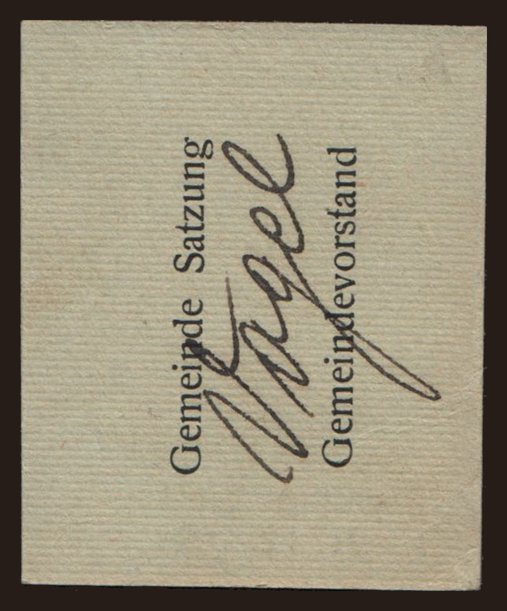 Gemeinde Satzung
Vogel
Gemeindevorstand